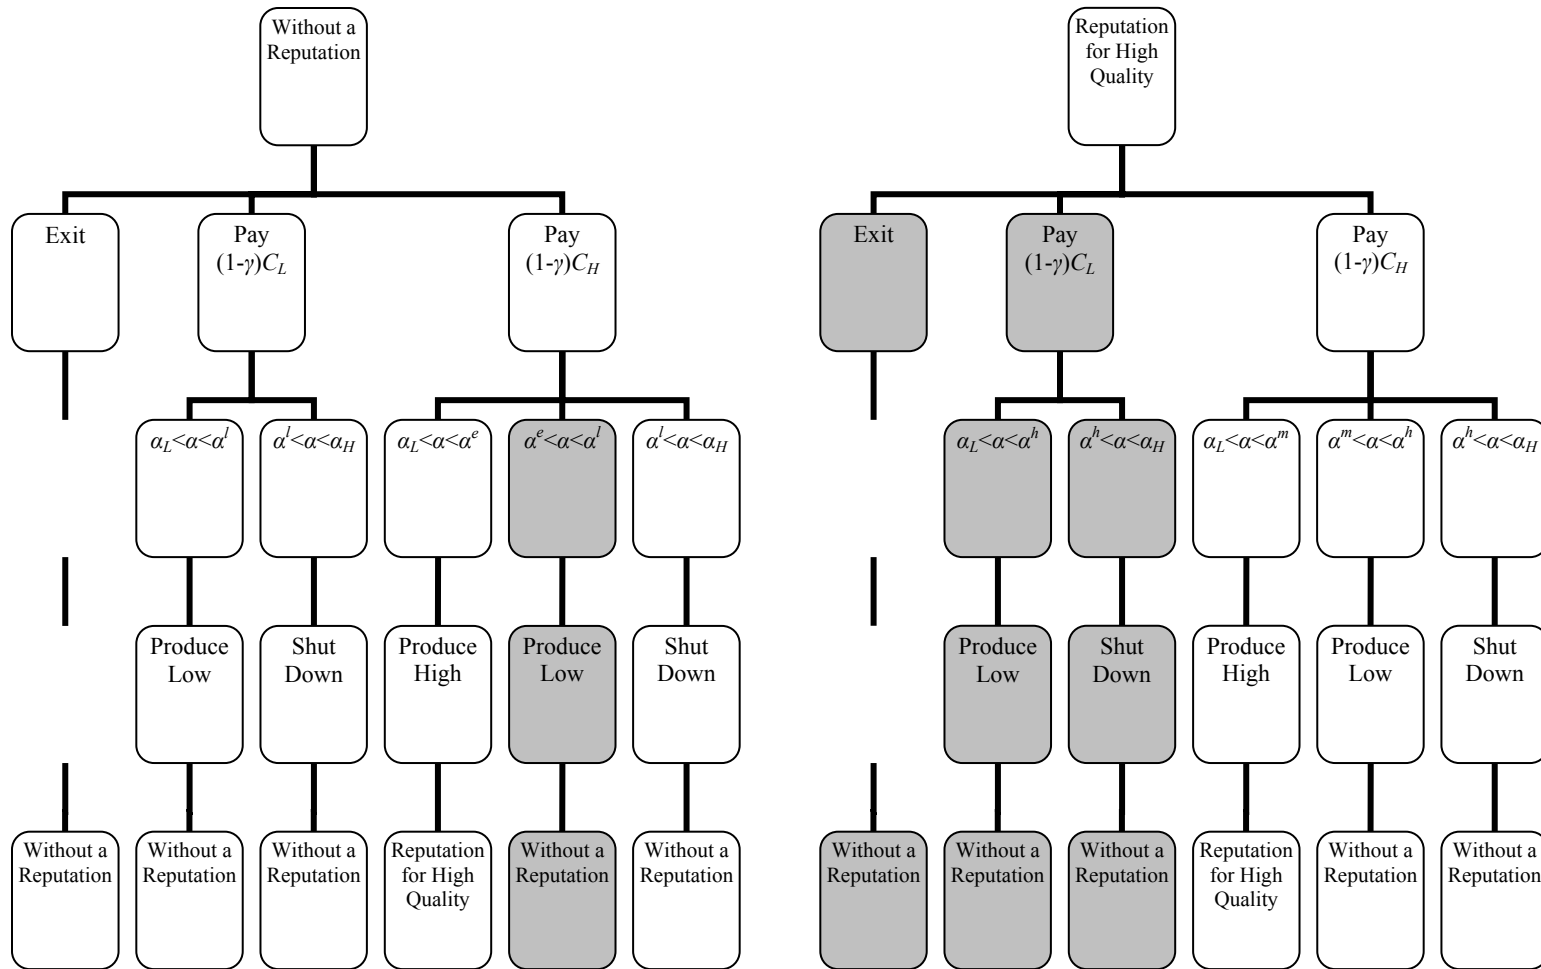 Without a
Reputation
Reputation
for High
Quality
Exit
Pay
(1-γ)C_L
Pay
(1-γ)C_H
Exit
Pay
(1-γ)C_L
Pay
(1-γ)C_H
α_L<α<α^l
α^l<α<α_H
α_L<α<α^e
α^e<α<α^l
α^l<α<α_H
α_L<α<α^h
α^h<α<α_H
α_L<α<α^m
α^m<α<α^h
α^h<α<α_H
Produce
Low
Shut
Down
Produce
High
Produce
Low
Shut
Down
Produce
Low
Shut
Down
Produce
High
Produce
Low
Shut
Down
Without a
Reputation
Without a
Reputation
Without a
Reputation
Reputation
for High
Quality
Without a
Reputation
Without a
Reputation
Without a
Reputation
Without a
Reputation
Without a
Reputation
Reputation
for High
Quality
Without a
Reputation
Without a
Reputation